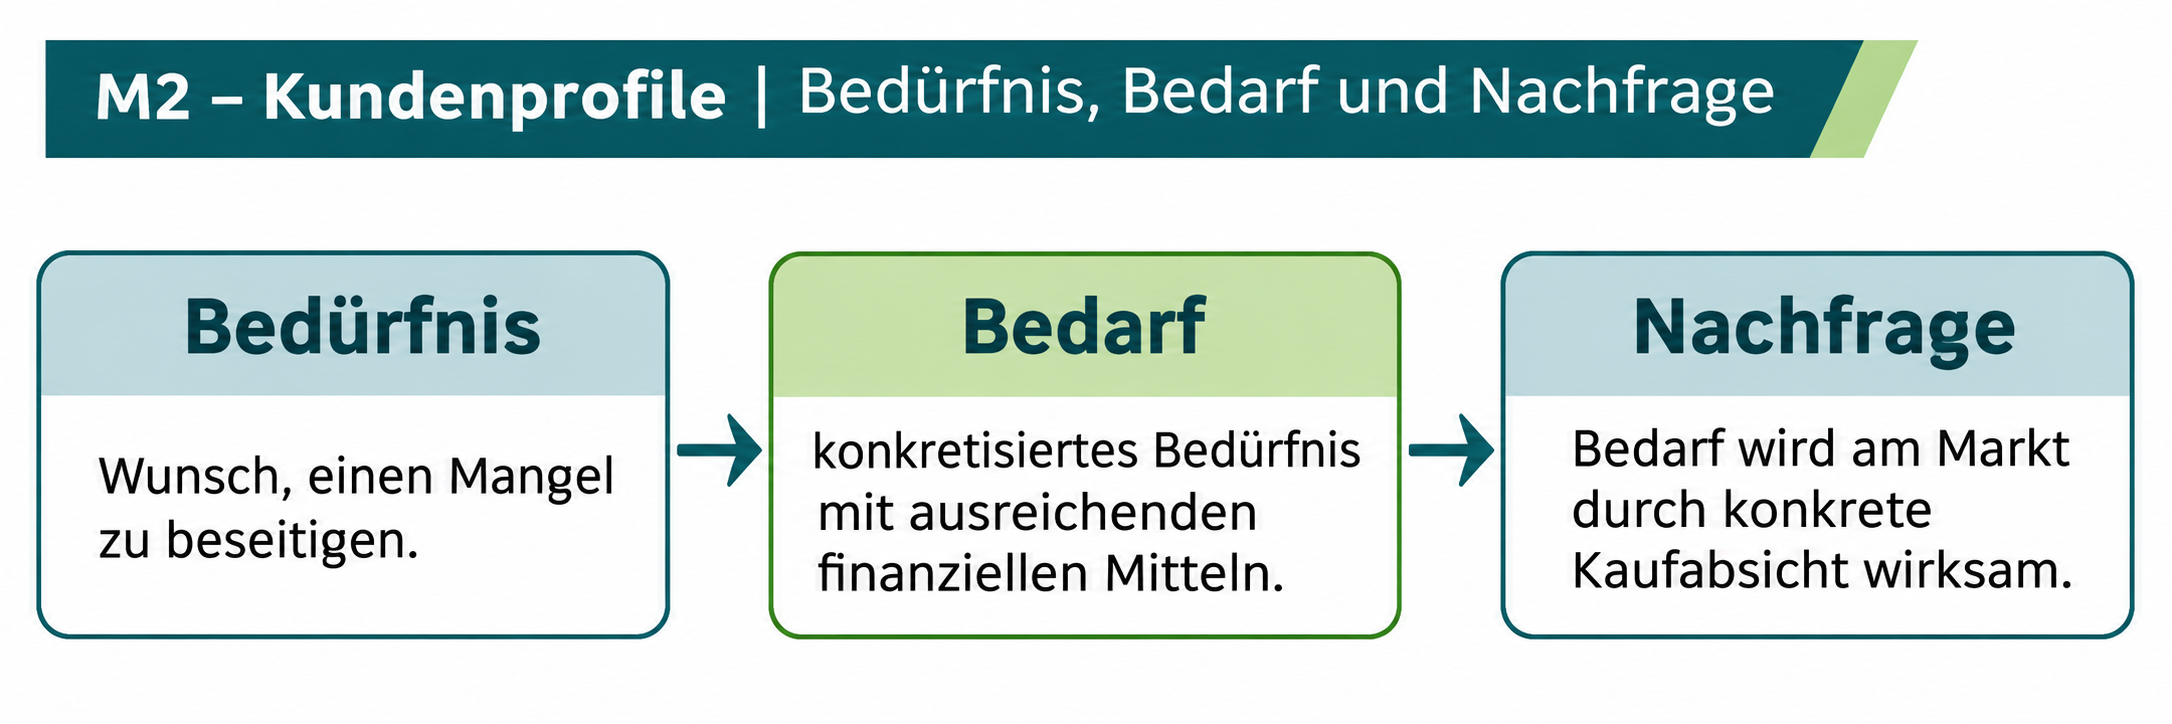 M2 – Kundenprofile | Bedürfnis, Bedarf und Nachfrage
Bedürfnis
Wunsch, einen Mangel
zu beseitigen.
Bedarf
konkretisiertes Bedürfnis
mit ausreichenden
finanziellen Mitteln.
Nachfrage
Bedarf wird am Markt
durch konkrete
Kaufabsicht wirksam.